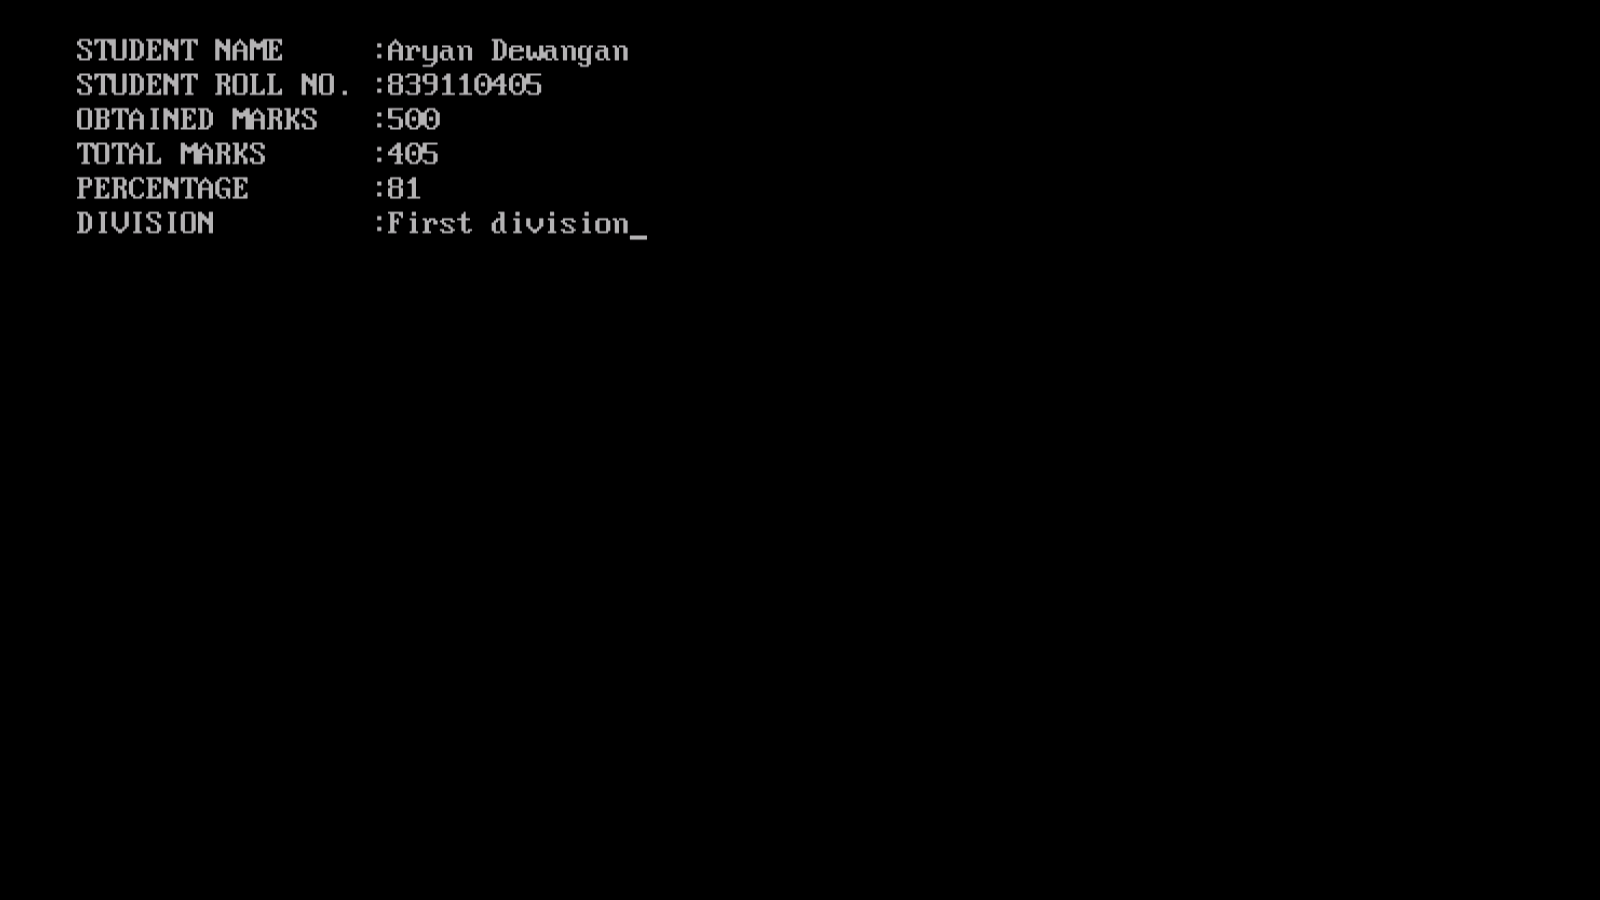 STUDENT NAME :Aryan Dewangan
STUDENT ROLL NO. :839110405
OBTAINED MARKS :500
TOTAL MARKS :405
PERCENTAGE :81
DIVISION :First division_